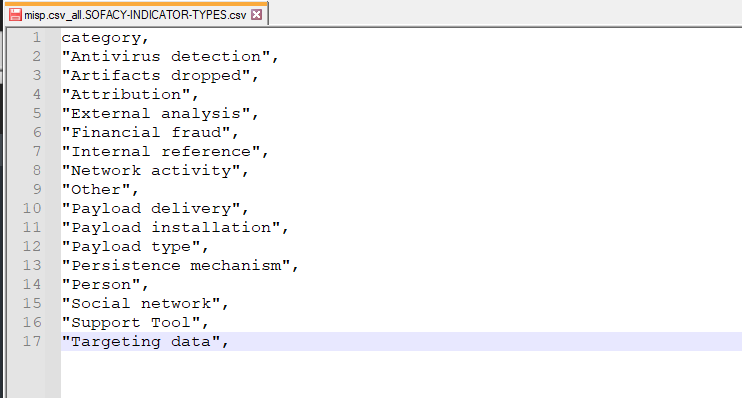 misp.csv_all.SOFACY-INDICATOR-TYPES.csv
1 category,
2 "Antivirus detection",
3 "Artifacts dropped",
4 "Attribution",
5 "External analysis",
6 "Financial fraud",
7 "Internal reference",
8 "Network activity",
9 "Other",
10 "Payload delivery",
11 "Payload installation",
12 "Payload type",
13 "Persistence mechanism",
14 "Person",
15 "Social network",
16 "Support Tool",
17 "Targeting data",